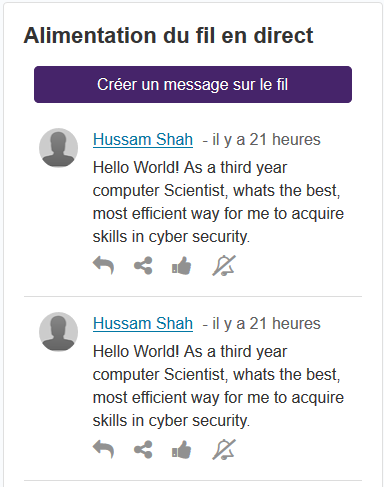 Alimentation du fil en direct
Créer un message sur le fil
Hussam Shah - il y a 21 heures
Hello World! As a third year
computer Scientist, whats the best,
most efficient way for me to acquire
skills in cyber security.
Hussam Shah - il y a 21 heures
Hello World! As a third year
computer Scientist, whats the best,
most efficient way for me to acquire
skills in cyber security.